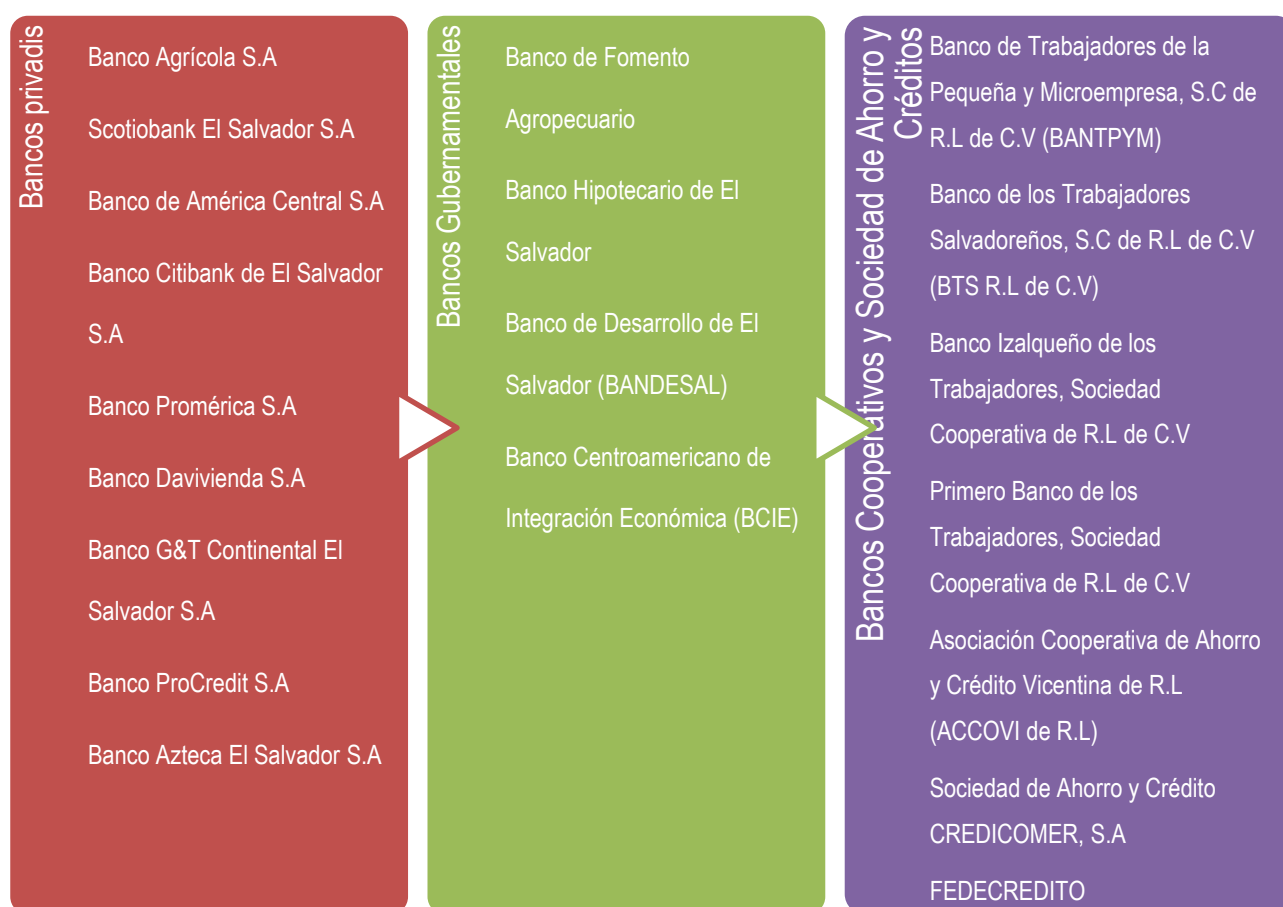 Bancos privadis
Banco Agrícola S.A
Scotiobank El Salvador S.A
Banco de América Central S.A
Banco Citibank de El Salvador
S.A
Banco Promérica S.A
Banco Davivienda S.A
Banco G&T Continental El
Salvador S.A
Banco ProCredit S.A
Banco Azteca El Salvador S.A
Bancos Gubernamentales
Banco de Fomento
Agropecuario
Banco Hipotecario de El
Salvador
Banco de Desarrollo de El
Salvador (BANDESAL)
Banco Centroamericano de
Integración Económica (BCIE)
Bancos Cooperativos y Sociedad de Ahorro y
Créditos
Banco de Trabajadores de la
Pequeña y Microempresa, S.C de
R.L de C.V (BANTPYM)
Banco de los Trabajadores
Salvadoreños, S.C de R.L de C.V
(BTS R.L de C.V)
Banco Izalqueño de los
Trabajadores, Sociedad
Cooperativa de R.L de C.V
Primero Banco de los
Trabajadores, Sociedad
Cooperativa de R.L de C.V
Asociación Cooperativa de Ahorro
y Crédito Vicentina de R.L
(ACCOVI de R.L)
Sociedad de Ahorro y Crédito
CREDICOMER, S.A
FEDECREDITO